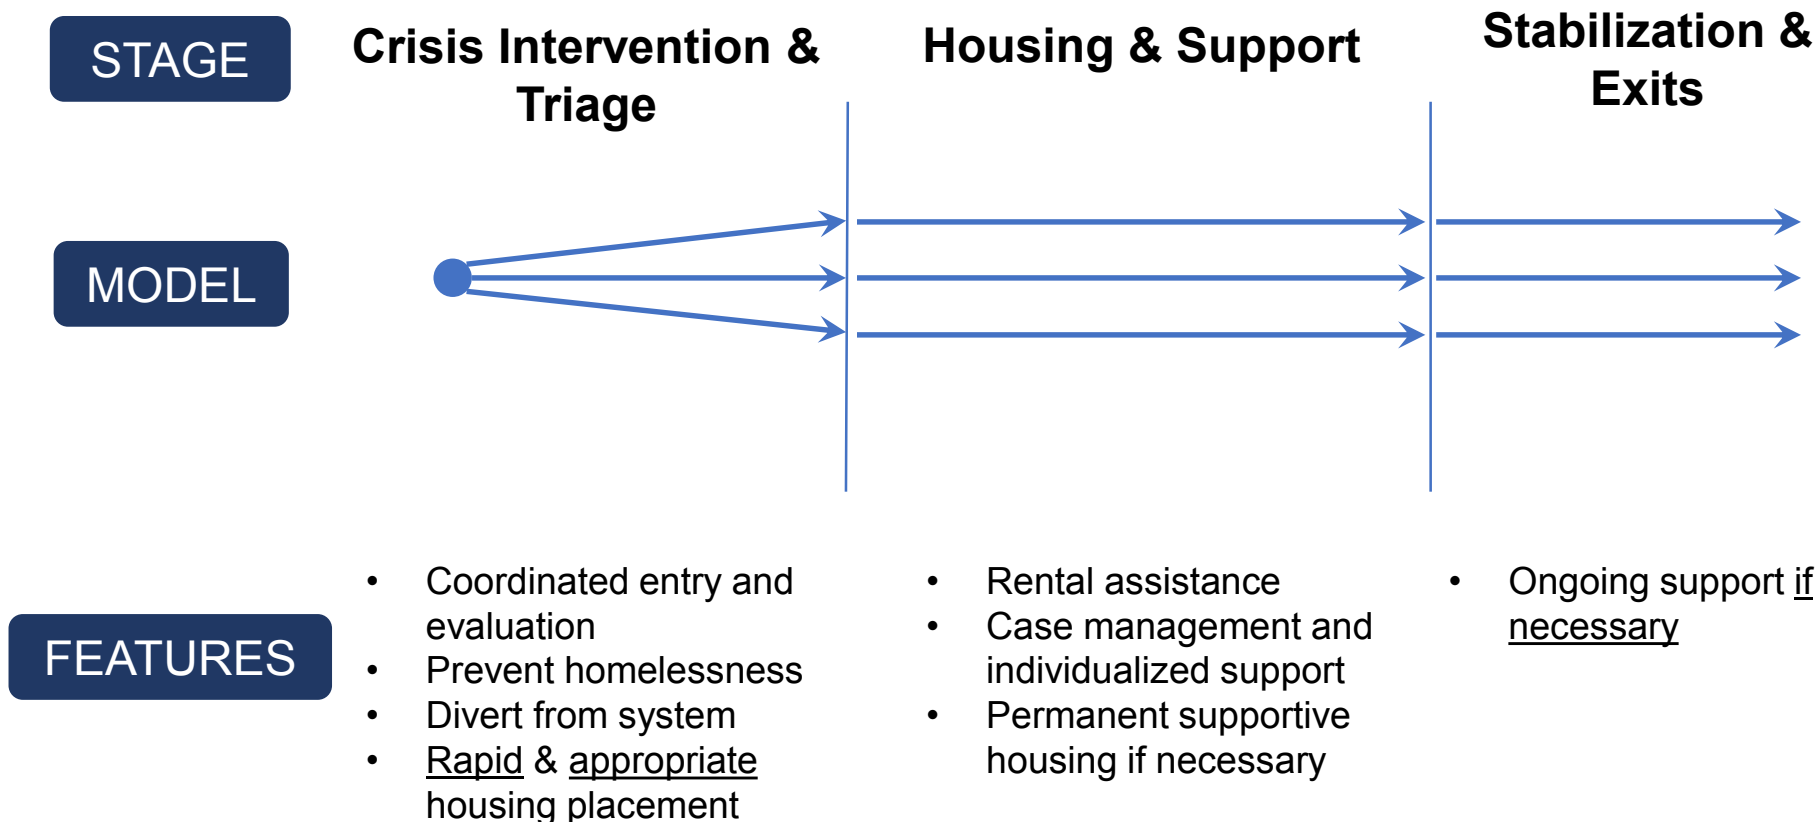 STAGE
Crisis Intervention &
Triage
Housing & Support
Stabilization &
Exits
MODEL
FEATURES
• Coordinated entry and
evaluation
• Prevent homelessness
• Divert from system
• Rapid & appropriate
housing placement
• Rental assistance
• Case management and
individualized support
• Permanent supportive
housing if necessary
• Ongoing support if
necessary